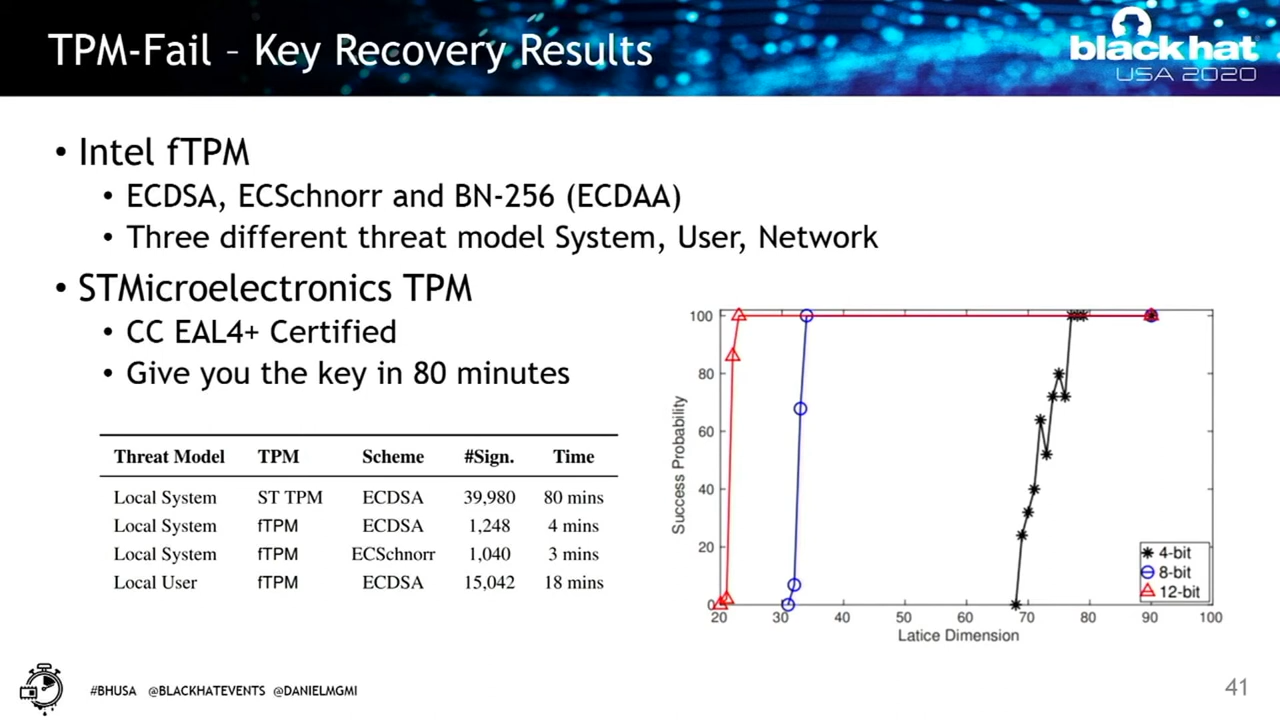 TPM-Fail – Key Recovery Results
black hat
USA 2020
• Intel fTPM
• ECDSA, ECSchnorr and BN-256 (ECDAA)
• Three different threat model System, User, Network
• STMicroelectronics TPM
• CC EAL4+ Certified
• Give you the key in 80 minutes
Threat Model TPM Scheme #Sign. Time
Local System ST TPM ECDSA 39,980 80 mins
Local System fTPM ECDSA 1,248 4 mins
Local System fTPM ECSchnorr 1,040 3 mins
Local User fTPM ECDSA 15,042 18 mins
Success Probability
100
80
60
40
20
0
20 30 40 50 60 70 80 90 100
Latice Dimension
4-bit
8-bit
12-bit
#BHUSA @BLACKHATEVENTS @DANIELMGMI
41